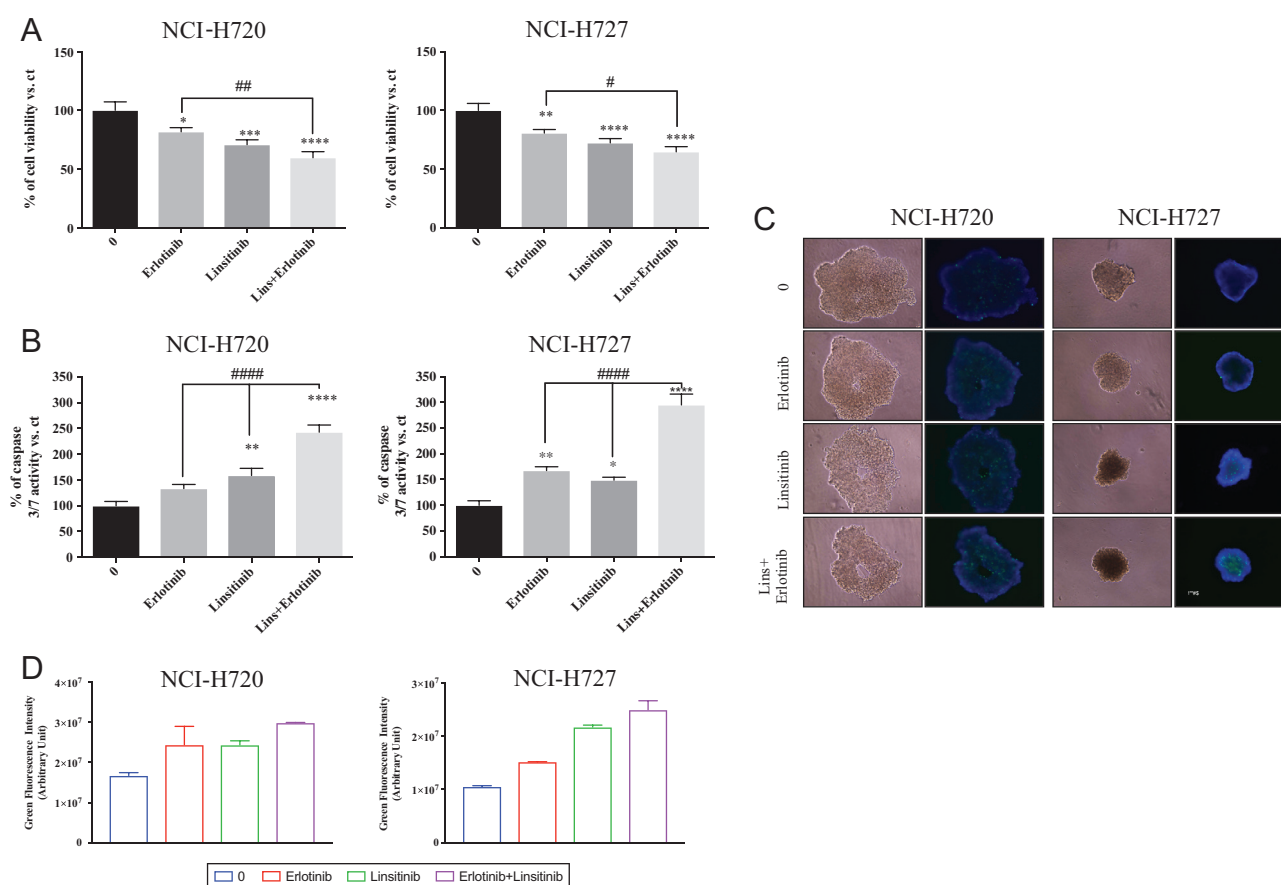 A
NCI-H720
% of cell viability vs. ct
150
100
50
0
##
*
***
****
0
Erlotinib
Linsitinib
Lins+Erlotinib
NCI-H727
% of cell viability vs. ct
150
100
50
0
#
**
****
****
0
Erlotinib
Linsitinib
Lins+Erlotinib
B
NCI-H720
% of caspase
3/7 activity vs. ct
350
300
250
200
150
100
50
0
####
**
****
0
Erlotinib
Linsitinib
Lins+Erlotinib
NCI-H727
% of caspase
3/7 activity vs. ct
350
300
250
200
150
100
50
0
####
**
*
****
0
Erlotinib
Linsitinib
Lins+Erlotinib
C
NCI-H720
NCI-H727
0
Erlotinib
Linsitinib
Lins+
Erlotinib
D
NCI-H720
Green Fluorescence Intensity
(Arbitrary Unit)
4×10⁷
3×10⁷
2×10⁷
1×10⁷
0
NCI-H727
Green Fluorescence Intensity
(Arbitrary Unit)
3×10⁷
2×10⁷
1×10⁷
0
0
Erlotinib
Linsitinib
Erlotinib+Linsitinib